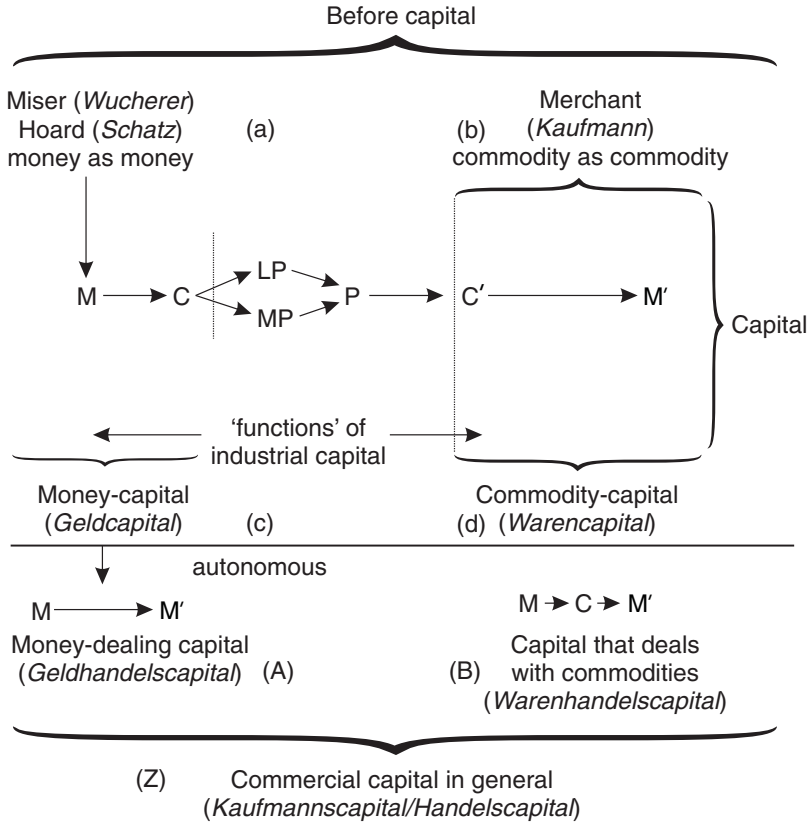 Before capital
Miser (Wucherer)
Hoard (Schatz)
money as money
(a)
(b)
Merchant
(Kaufmann)
commodity as commodity
M C LP MP P C′ M′
Capital
‘functions’ of
industrial capital
Money-capital
(Geldcapital)
(c)
(d)
Commodity-capital
(Warencapital)
autonomous
M M′
Money-dealing capital
(Geldhandelscapital)
(A)
M C M′
(B)
Capital that deals
with commodities
(Warenhandelscapital)
(Z)
Commercial capital in general
(Kaufmannscapital/Handelscapital)